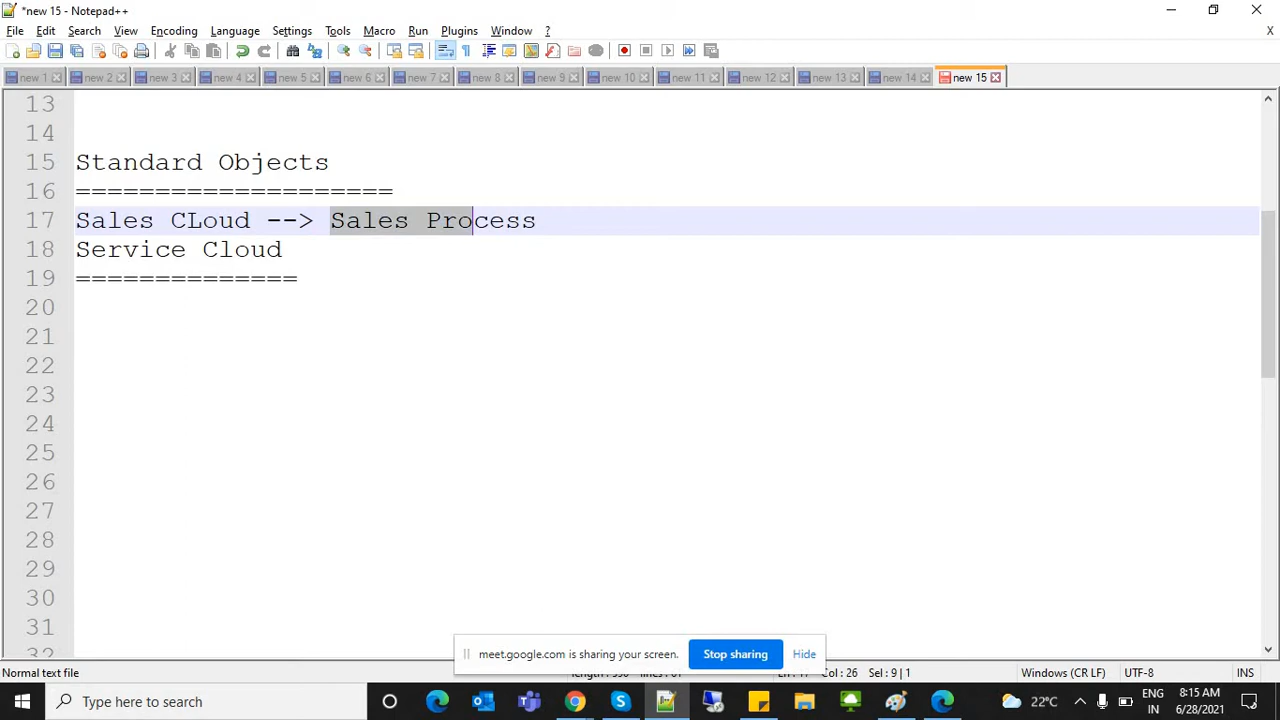 *new 15 - Notepad++
File Edit Search View Encoding Language Settings Tools Macro Run Plugins Window ?
X
new 1 new 2 new 3 new 4 new 5 new 6 new 7 new 8 new 9 new 10 new 11 new 12 new 13 new 14 new 15
13
14
15 Standard Objects
16 ====================
17 Sales CLoud --> Sales Process
18 Service Cloud
19 ==============
20
21
22
23
24
25
26
27
28
29
30
31
32
meet.google.com is sharing your screen. Stop sharing Hide
Normal text file Col : 26 Sel : 9 | 1 Windows (CR LF) UTF-8 INS
Type here to search 22°C ENG IN 8:15 AM 6/28/2021